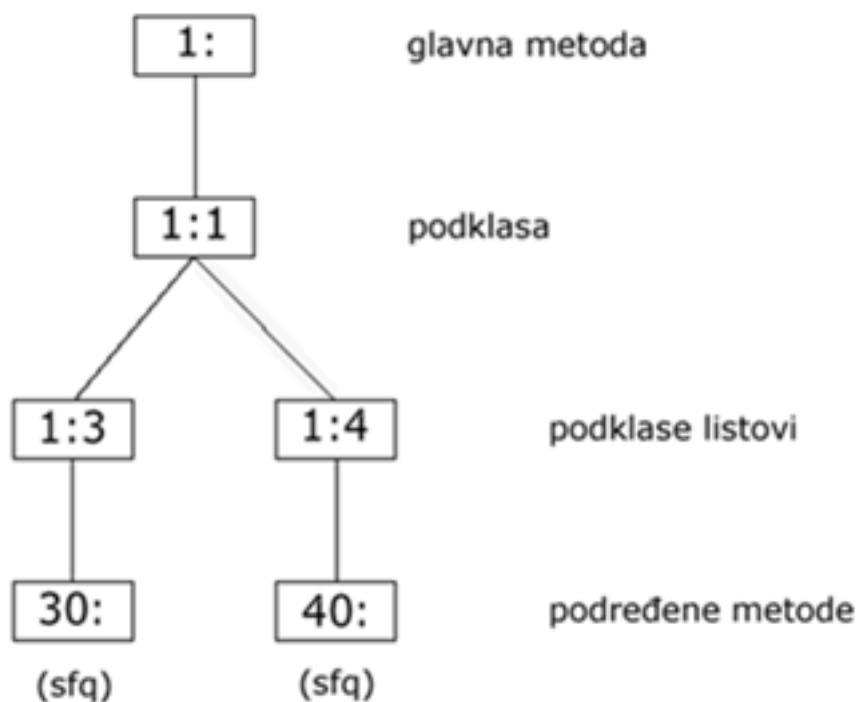 1: glavna metoda
1:1 podklasa
1:3 1:4 podklase listovi
30: 40: podređene metode
(sfq) (sfq)